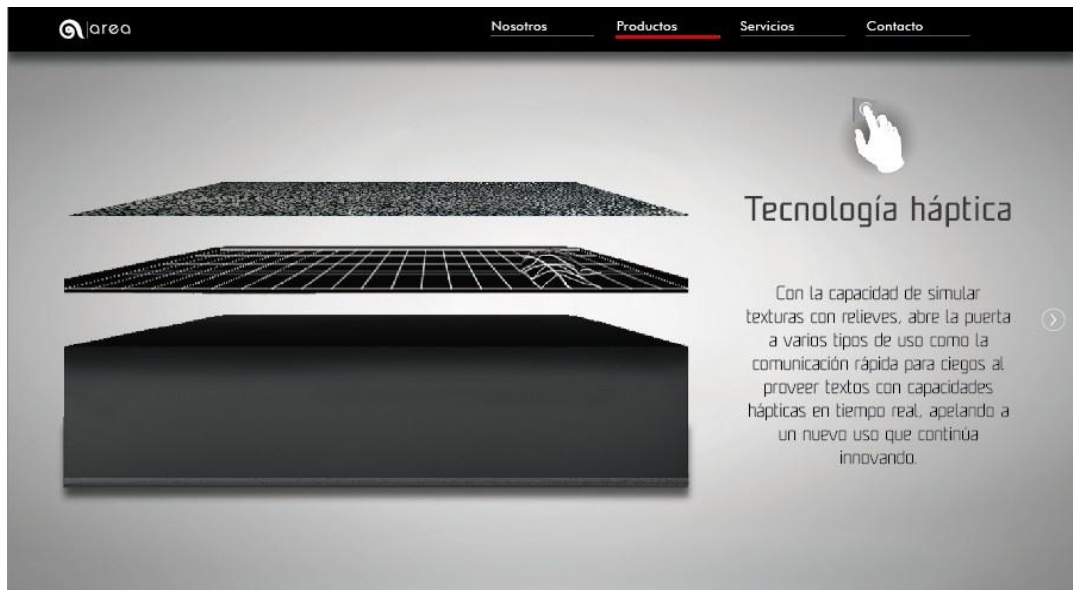 area
Nosotros
Productos
Servicios
Contacto
Tecnología háptica
Con la capacidad de simular
texturas con relieves, abre la puerta
a varios tipos de uso como la
comunicación rápida para ciegos al
proveer textos con capacidades
hápticas en tiempo real, apelando a
un nuevo uso que continúa
innovando.